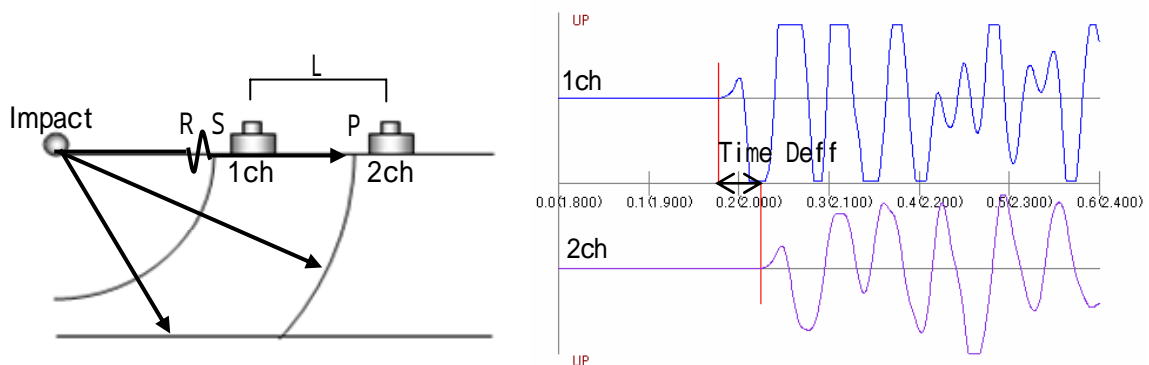 L
Impact
R S P
1ch 2ch
UP
1ch
Time Deff
0.0(1.800) 0.1(1.900) 0.2(2.000) 0.3(2.100) 0.4(2.200) 0.5(2.300) 0.6(2.400)
2ch
UP